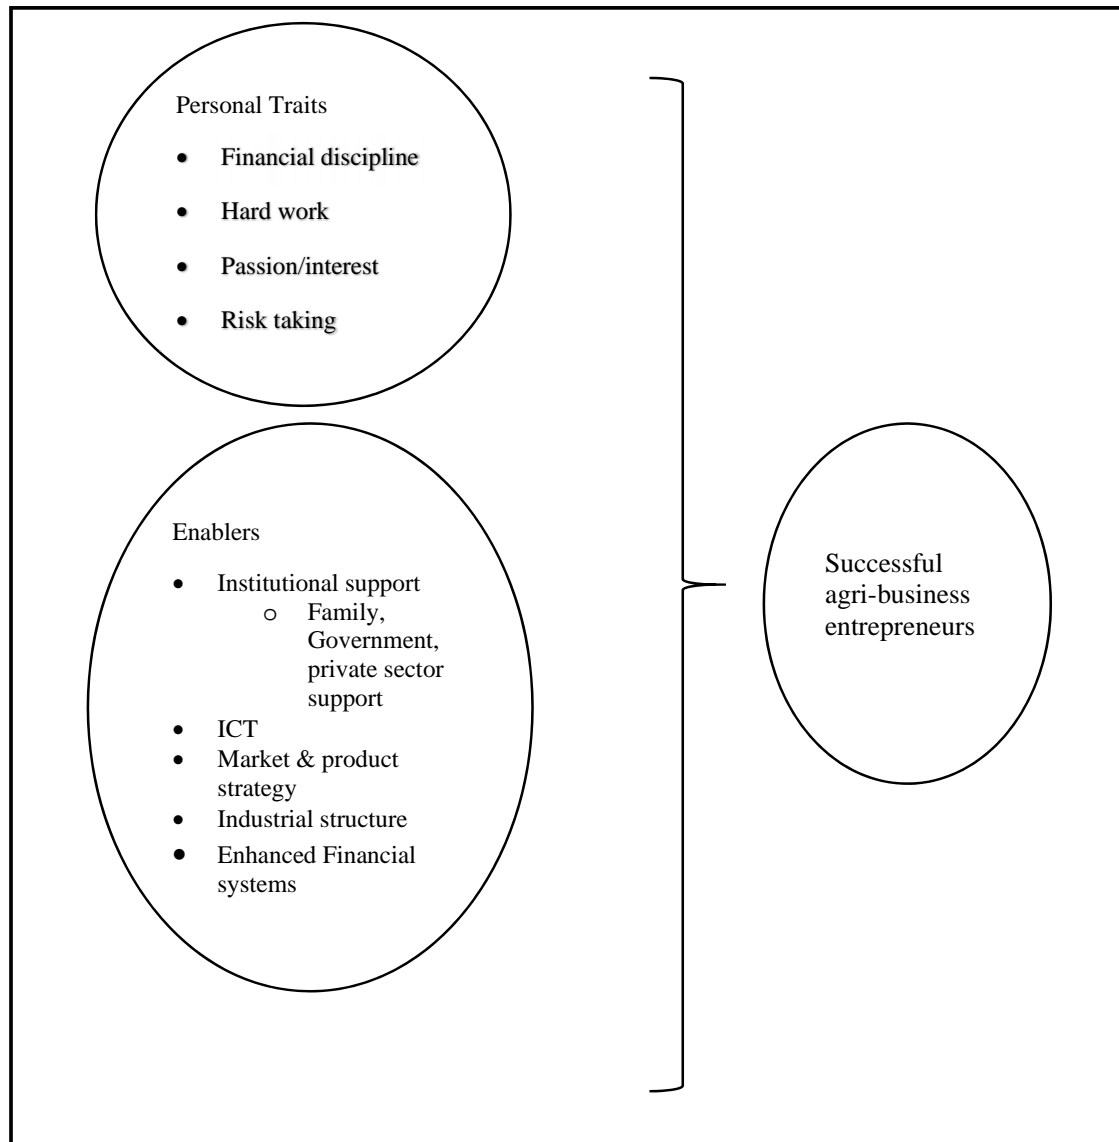 Personal Traits
• Financial discipline
• Hard work
• Passion/interest
• Risk taking
Enablers
• Institutional support
o Family,
Government,
private sector
support
• ICT
• Market & product
strategy
• Industrial structure
• Enhanced Financial
systems
Successful
agri-business
entrepreneurs